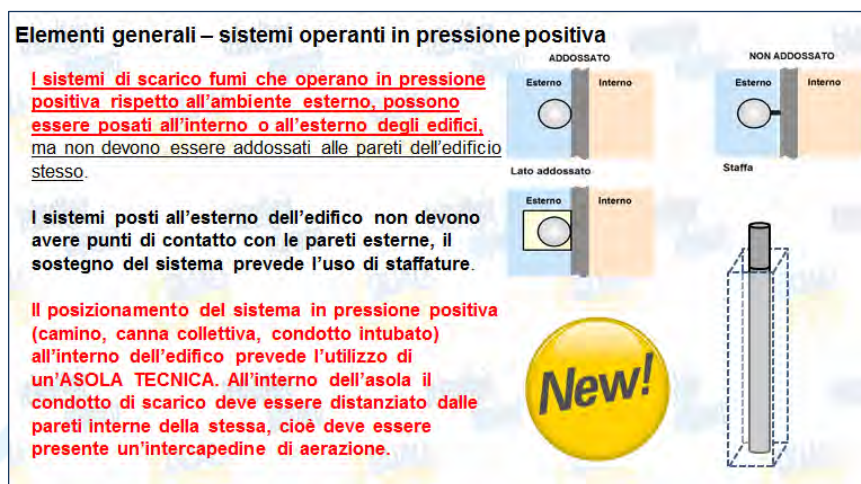 Elementi generali – sistemi operanti in pressione positiva
I sistemi di scarico fumi che operano in pressione
positiva rispetto all'ambiente esterno, possono
essere posati all'interno o all'esterno degli edifici,
ma non devono essere addossati alle pareti dell'edificio
stesso.
I sistemi posti all'esterno dell'edifico non devono
avere punti di contatto con le pareti esterne, il
sostegno del sistema prevede l'uso di staffature.
Il posizionamento del sistema in pressione positiva
(camino, canna collettiva, condotto intubato)
all'interno dell'edifico prevede l'utilizzo di
un'ASOLA TECNICA. All'interno dell'asola il
condotto di scarico deve essere distanziato dalle
pareti interne della stessa, cioè deve essere
presente un'intercapedine di aerazione.
ADDOSSATO
Esterno Interno
NON ADDOSSATO
Esterno Interno
Lato addossato
Esterno Interno
Staffa
New!